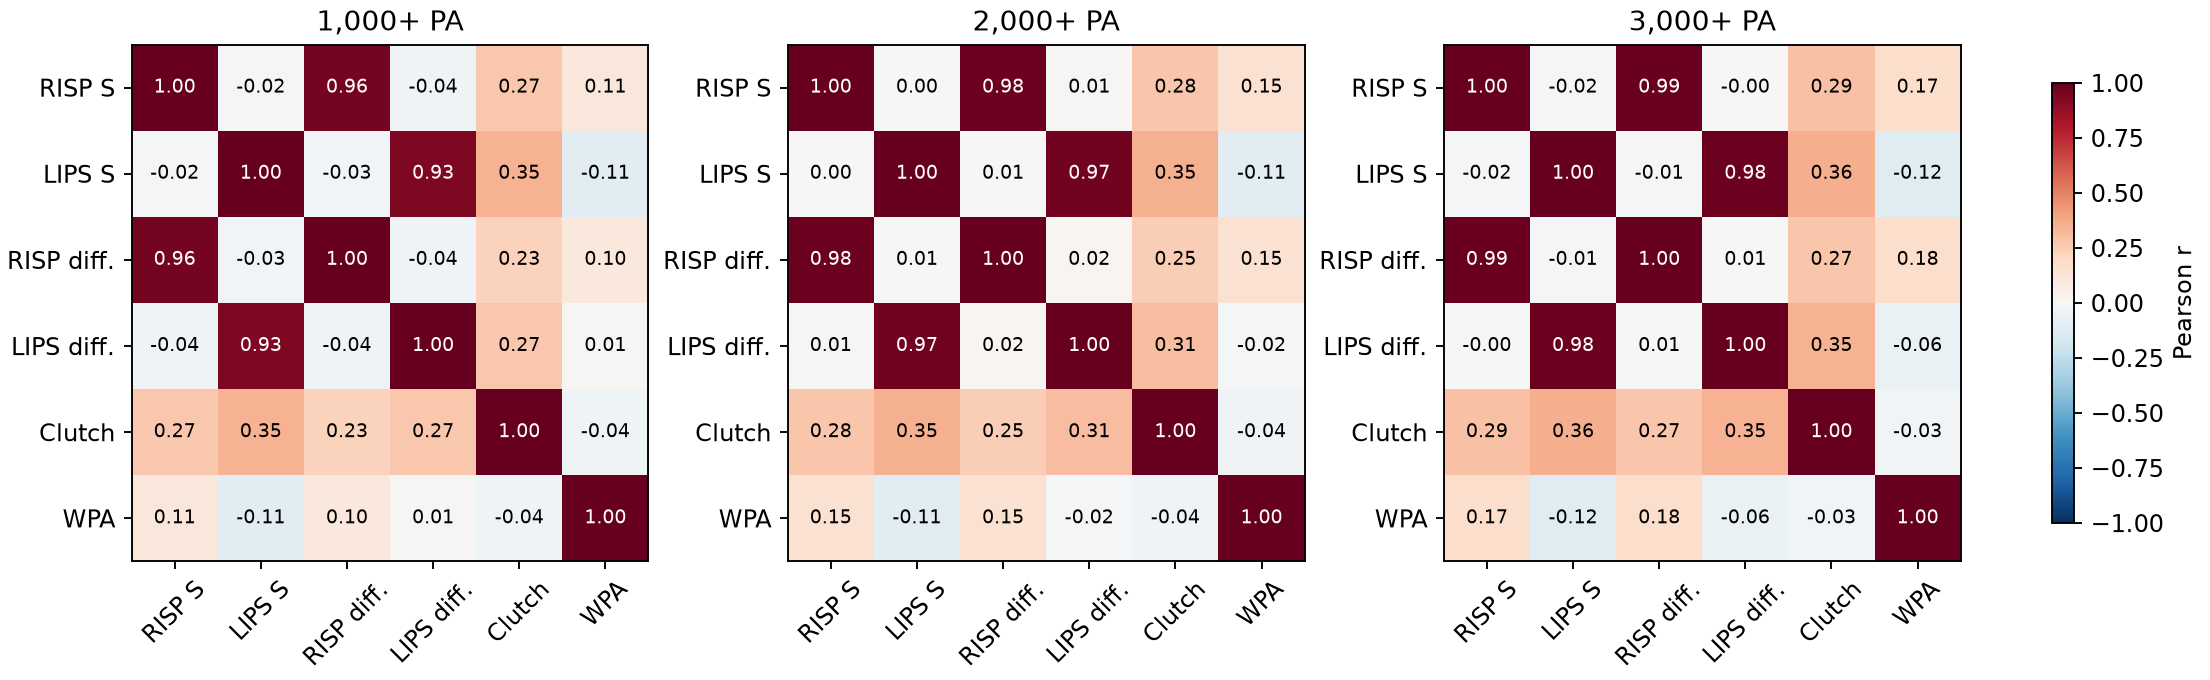 1,000+ PA
RISP S 1.00 -0.02 0.96 -0.04 0.27 0.11
LIPS S -0.02 1.00 -0.03 0.93 0.35 -0.11
RISP diff. 0.96 -0.03 1.00 -0.04 0.23 0.10
LIPS diff. -0.04 0.93 -0.04 1.00 0.27 0.01
Clutch 0.27 0.35 0.23 0.27 1.00 -0.04
WPA 0.11 -0.11 0.10 0.01 -0.04 1.00
RISP S LIPS S RISP diff. LIPS diff. Clutch WPA
2,000+ PA
RISP S 1.00 0.00 0.98 0.01 0.28 0.15
LIPS S 0.00 1.00 0.01 0.97 0.35 -0.11
RISP diff. 0.98 0.01 1.00 0.02 0.25 0.15
LIPS diff. 0.01 0.97 0.02 1.00 0.31 -0.02
Clutch 0.28 0.35 0.25 0.31 1.00 -0.04
WPA 0.15 -0.11 0.15 -0.02 -0.04 1.00
RISP S LIPS S RISP diff. LIPS diff. Clutch WPA
3,000+ PA
RISP S 1.00 -0.02 0.99 -0.00 0.29 0.17
LIPS S -0.02 1.00 -0.01 0.98 0.36 -0.12
RISP diff. 0.99 -0.01 1.00 0.01 0.27 0.18
LIPS diff. -0.00 0.98 0.01 1.00 0.35 -0.06
Clutch 0.29 0.36 0.27 0.35 1.00 -0.03
WPA 0.17 -0.12 0.18 -0.06 -0.03 1.00
RISP S LIPS S RISP diff. LIPS diff. Clutch WPA
1.00
0.75
0.50
0.25
0.00
−0.25
−0.50
−0.75
−1.00
Pearson r